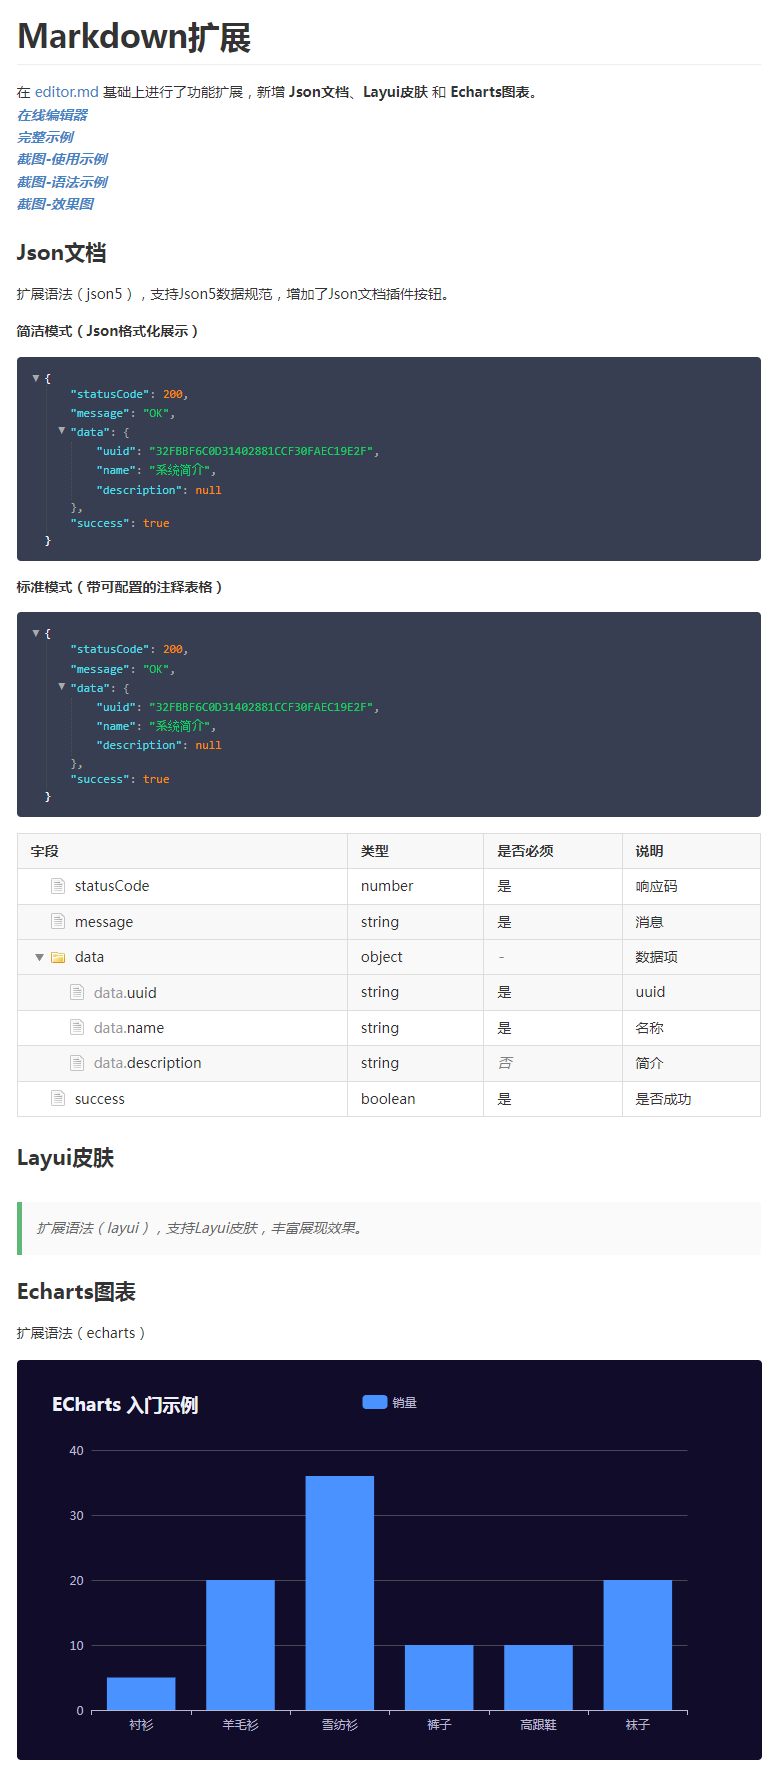 Markdown扩展
在 editor.md 基础上进行了功能扩展，新增 Json文档、Layui皮肤 和 Echarts图表。
在线编辑器
完整示例
截图-使用示例
截图-语法示例
截图-效果图
Json文档
扩展语法（json5），支持Json5数据规范，增加了Json文档插件按钮。
简洁模式（Json格式化展示）
{
"statusCode": 200,
"message": "OK",
"data": {
"uuid": "32FBBF6C0D31402881CCF30FAEC19E2F",
"name": "系统简介",
"description": null
},
"success": true
}
标准模式（带可配置的注释表格）
{
"statusCode": 200,
"message": "OK",
"data": {
"uuid": "32FBBF6C0D31402881CCF30FAEC19E2F",
"name": "系统简介",
"description": null
},
"success": true
}
字段 类型 是否必须 说明
statusCode number 是 响应码
message string 是 消息
data object - 数据项
data.uuid string 是 uuid
data.name string 是 名称
data.description string 否 简介
success boolean 是 是否成功
Layui皮肤
扩展语法（layui），支持Layui皮肤，丰富展现效果。
Echarts图表
扩展语法（echarts）
ECharts 入门示例 销量
40
30
20
10
0
衬衫 羊毛衫 雪纺衫 裤子 高跟鞋 袜子